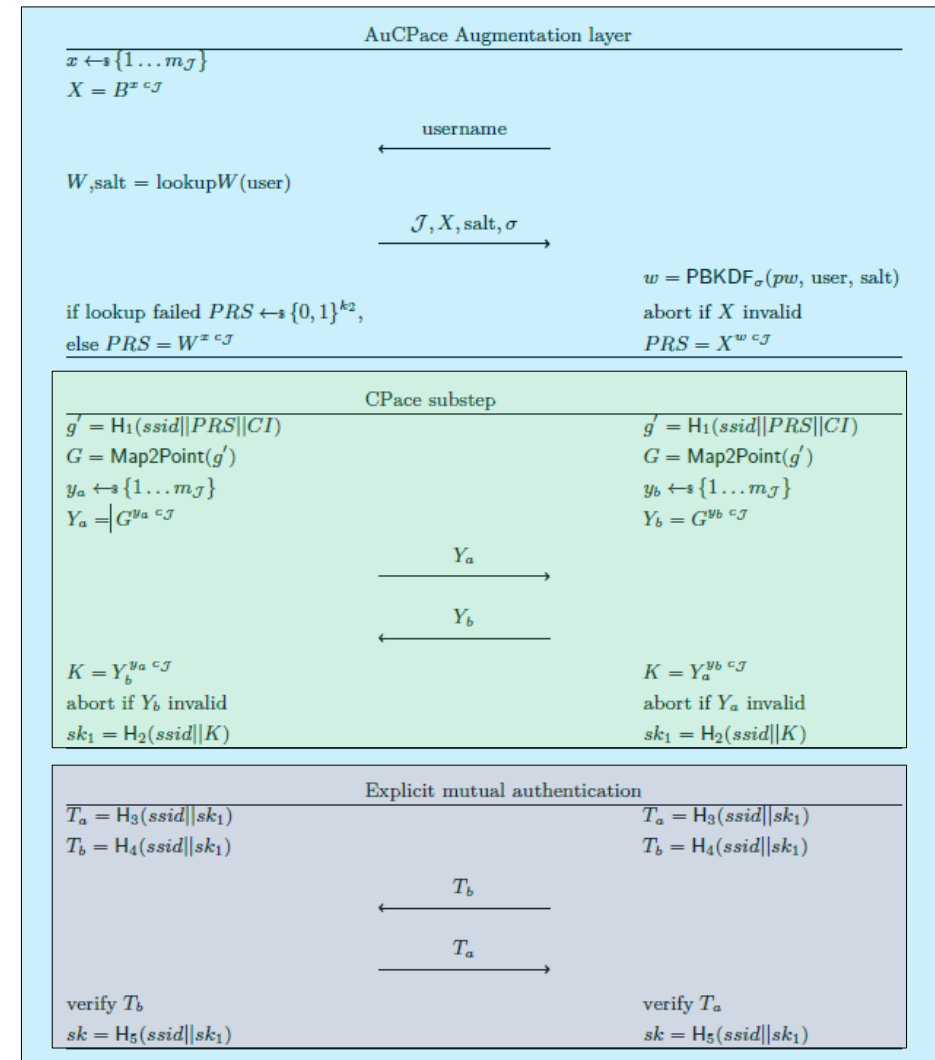 AuCPace Augmentation layer
x ←$ {1 … m_𝒥}
X = B^{x c_𝒥}
username
W,salt = lookupW(user)
𝒥, X, salt, σ
w = PBKDF_σ(pw, user, salt)
if lookup failed PRS ←$ {0, 1}^{k_2}, abort if X invalid
else PRS = W^{x c_𝒥} PRS = X^{w c_𝒥}
CPace substep
g′ = H_1(ssid||PRS||CI) g′ = H_1(ssid||PRS||CI)
G = Map2Point(g′) G = Map2Point(g′)
y_a ←$ {1 … m_𝒥} y_b ←$ {1 … m_𝒥}
Y_a = G^{y_a c_𝒥} Y_b = G^{y_b c_𝒥}
Y_a
Y_b
K = Y_b^{y_a c_𝒥} K = Y_a^{y_b c_𝒥}
abort if Y_b invalid abort if Y_a invalid
sk_1 = H_2(ssid||K) sk_1 = H_2(ssid||K)
Explicit mutual authentication
T_a = H_3(ssid||sk_1) T_a = H_3(ssid||sk_1)
T_b = H_4(ssid||sk_1) T_b = H_4(ssid||sk_1)
T_b
T_a
verify T_b verify T_a
sk = H_5(ssid||sk_1) sk = H_5(ssid||sk_1)